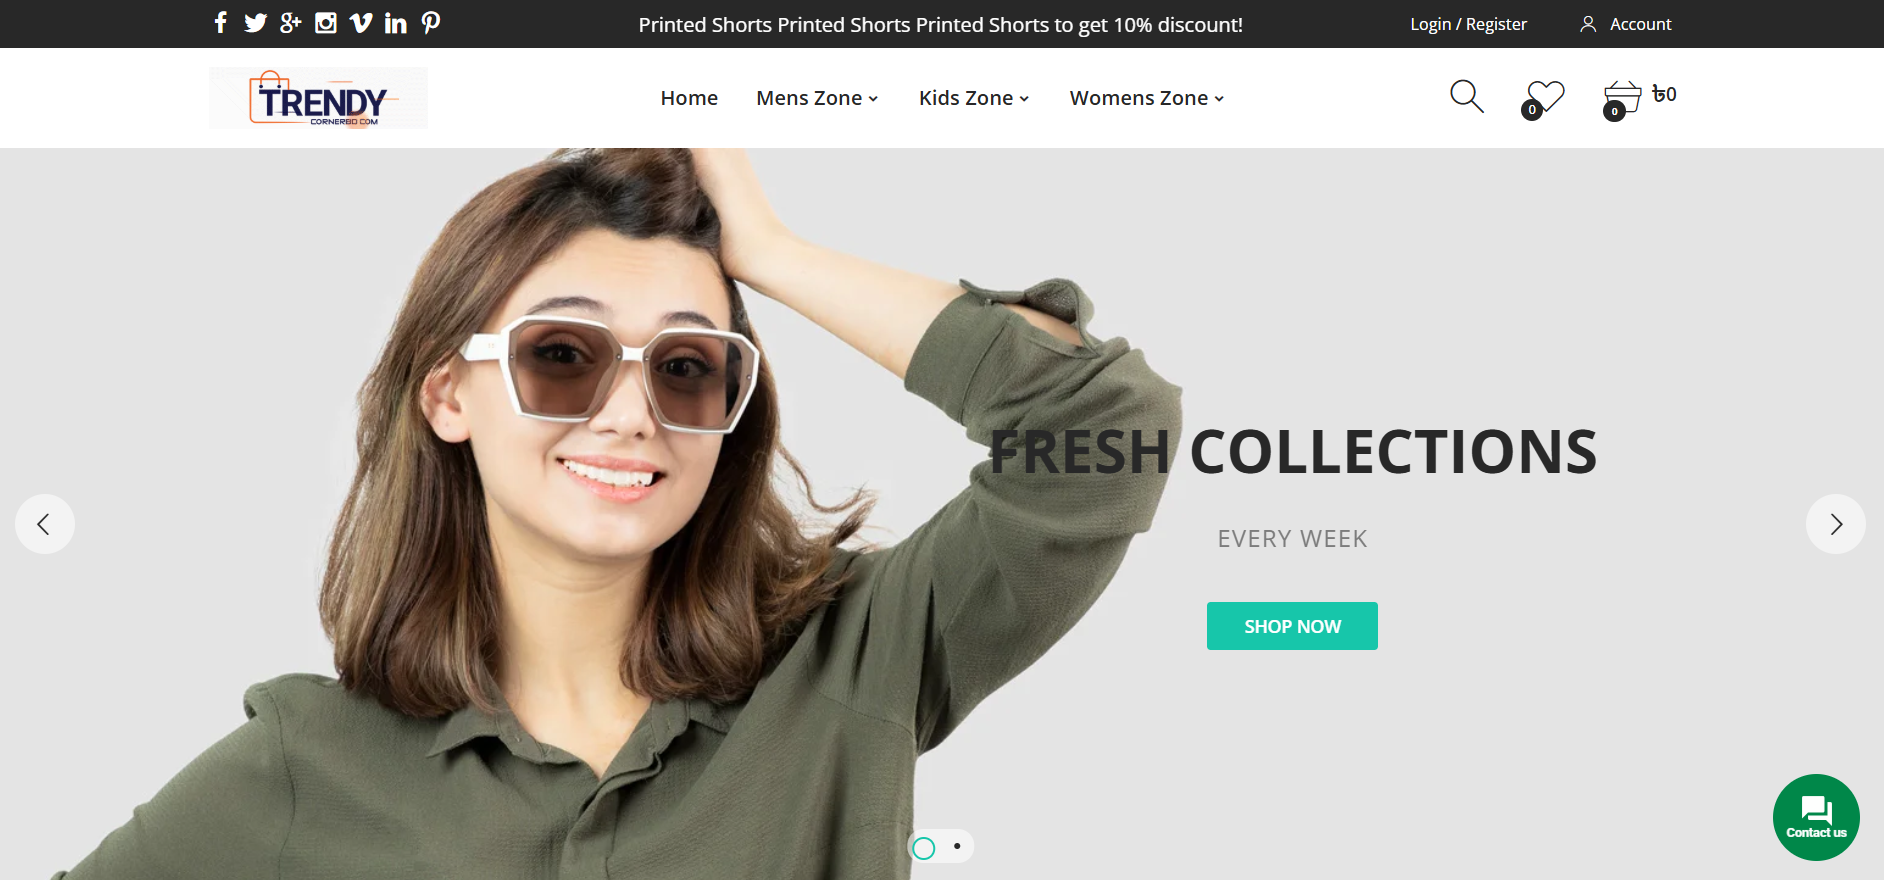 Printed Shorts Printed Shorts Printed Shorts to get 10% discount!
Login / Register
Account
TRENDY
CORNERBD.COM
Home
Mens Zone
Kids Zone
Womens Zone
0
0
৳0
FRESH COLLECTIONS
EVERY WEEK
SHOP NOW
Contact us